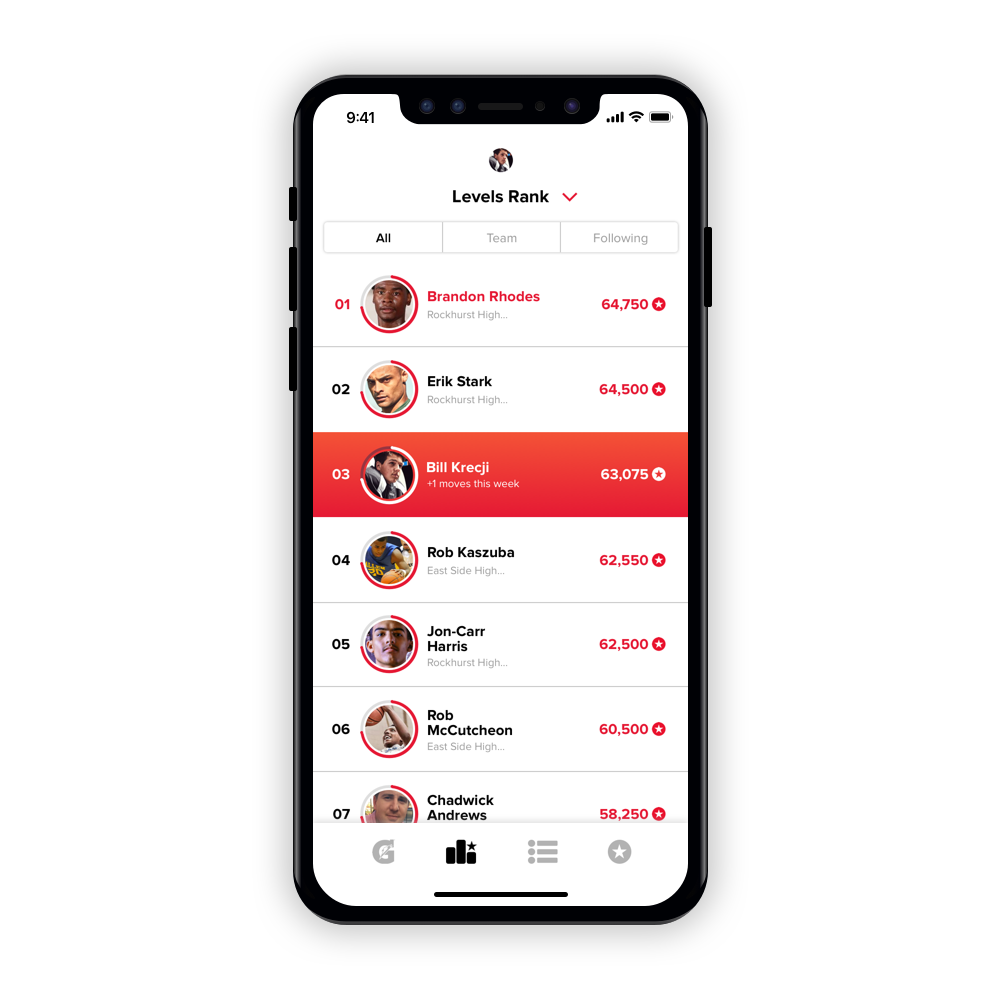 9:41
Levels Rank
All Team Following
01 Brandon Rhodes 64,750
Rockhurst High...
02 Erik Stark 64,500
Rockhurst High...
03 Bill Krecji 63,075
+1 moves this week
04 Rob Kaszuba 62,550
East Side High...
05 Jon-Carr
Harris 62,500
Rockhurst High...
06 Rob
McCutcheon 60,500
East Side High...
07 Chadwick
Andrews 58,250